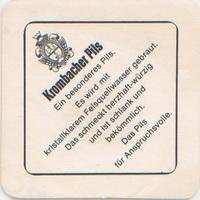 Krombacher Pils
Ein besonderes Pils.
Es wird mit
kristallklarem Felsquellwasser gebraut.
Das schmeckt herzhaft-würzig
und ist schlank und
bekömmlich.
Das Pils
für Anspruchsvolle.